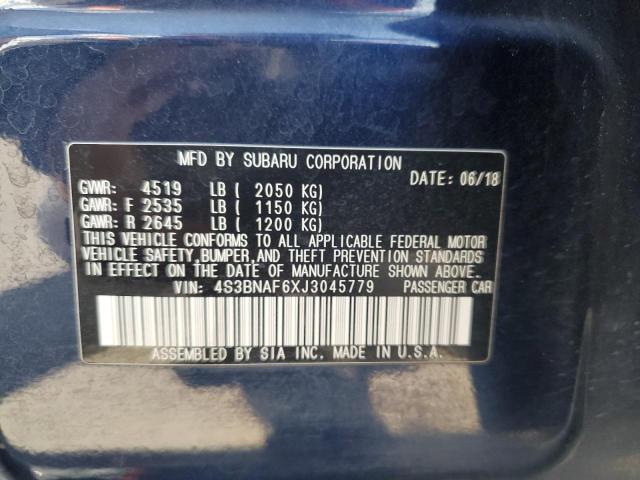 MFD BY SUBARU CORPORATION
DATE: 06/18
GVWR: 4519 LB ( 2050 KG)
GAWR: F 2535 LB ( 1150 KG)
GAWR: R 2645 LB ( 1200 KG)
THIS VEHICLE CONFORMS TO ALL APPLICABLE FEDERAL MOTOR
VEHICLE SAFETY, BUMPER, AND THEFT PREVENTION STANDARDS
IN EFFECT ON THE DATE OF MANUFACTURE SHOWN ABOVE.
VIN: 4S3BNAF6XJ3045779 PASSENGER CAR
ASSEMBLED BY SIA INC. MADE IN U.S.A.